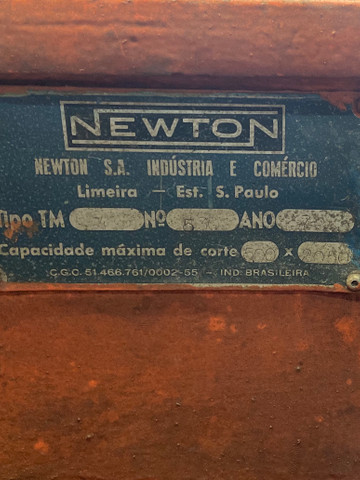 NEWTON
NEWTON S.A. INDÚSTRIA E COMÉRCIO
Limeira - Est. S. Paulo
Tipo TM Nº ANO
Capacidade máxima de corte x
C.G.C. 51.466.761/0002-55 - IND. BRASILEIRA